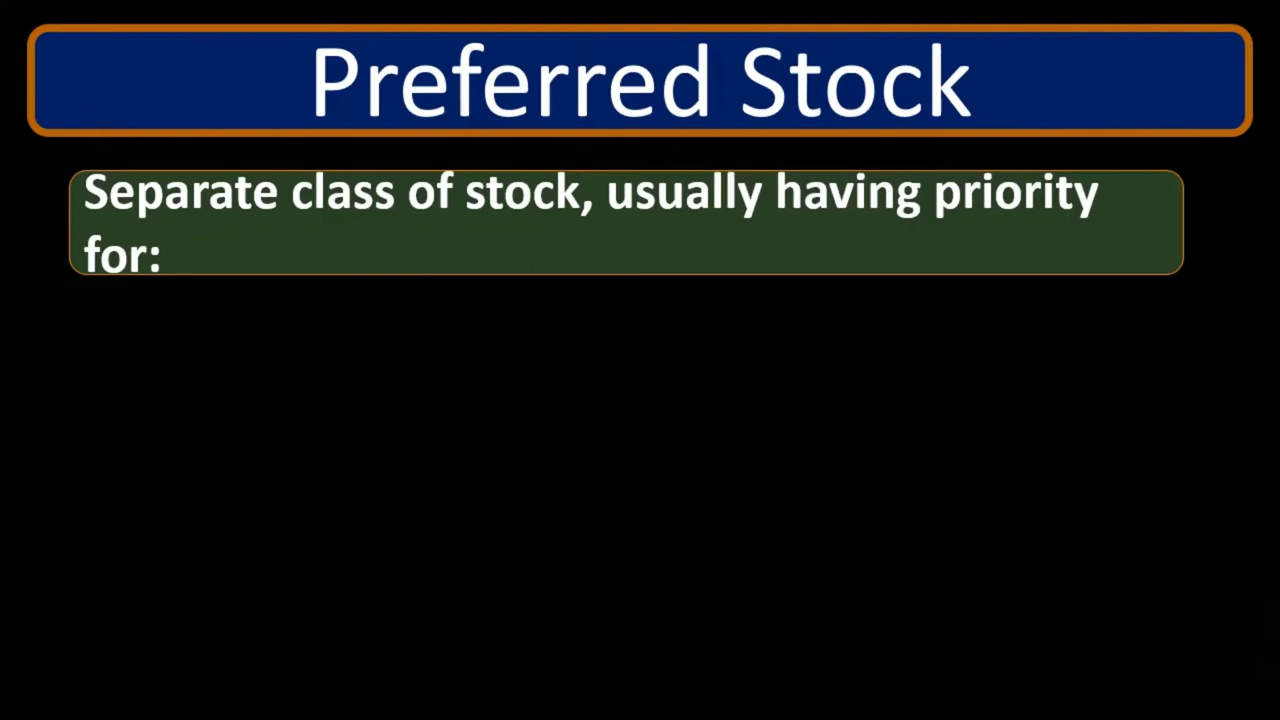 Preferred Stock
Separate class of stock, usually having priority
for: